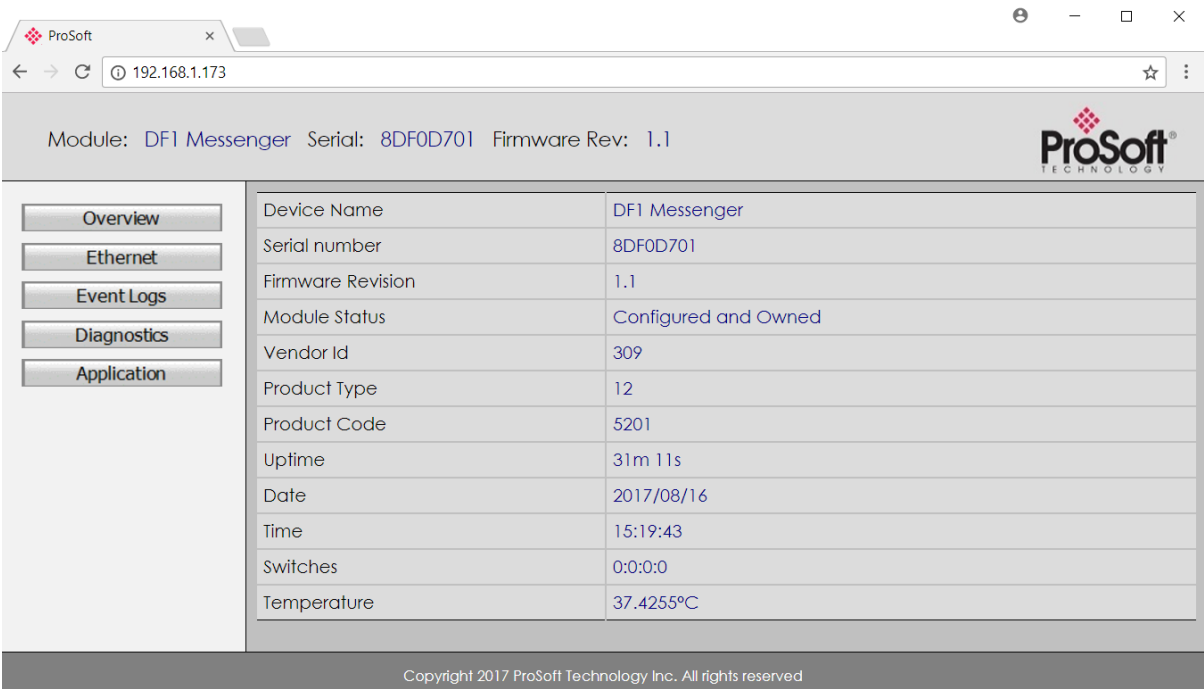 ProSoft
192.168.1.173
Module: DF1 Messenger Serial: 8DF0D701 Firmware Rev: 1.1
ProSoft®
TECHNOLOGY
Overview
Ethernet
Event Logs
Diagnostics
Application
Device Name DF1 Messenger
Serial number 8DF0D701
Firmware Revision 1.1
Module Status Configured and Owned
Vendor Id 309
Product Type 12
Product Code 5201
Uptime 31m 11s
Date 2017/08/16
Time 15:19:43
Switches 0:0:0:0
Temperature 37.4255ºC
Copyright 2017 ProSoft Technology Inc. All rights reserved